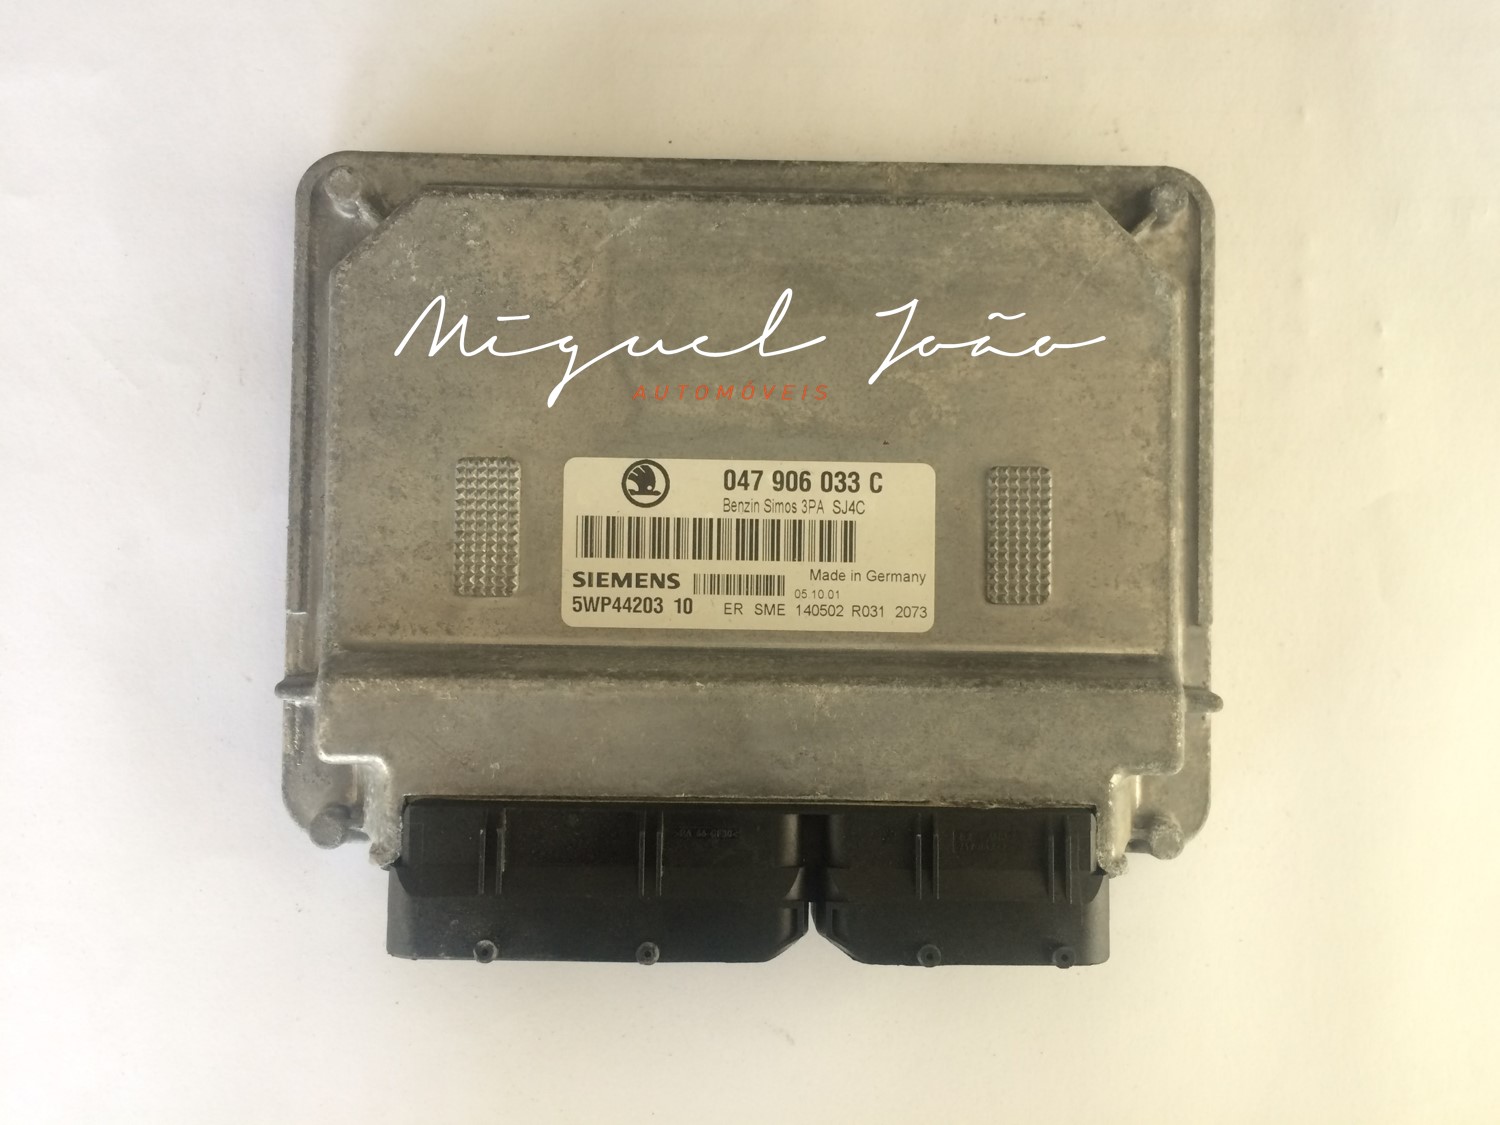 Miguel João
AUTOMÓVEIS
047 906 033 C
Benzin Simos 3PA SJ4C
SIEMENS
Made in Germany
05.10.01
5WP44203 10
ER SME 140502 R031 2073